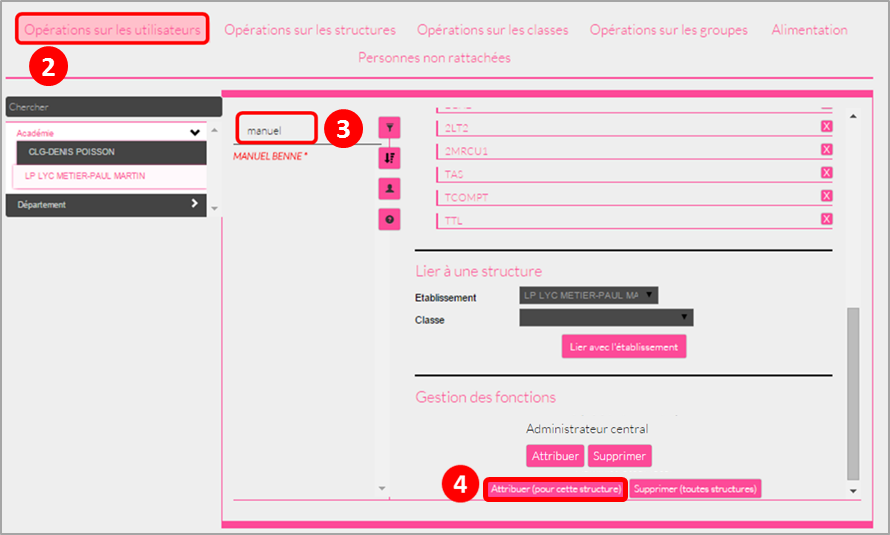 Opérations sur les utilisateurs Opérations sur les structures Opérations sur les classes Opérations sur les groupes Alimentation
Personnes non rattachées
2
Chercher
Académie
CLG-DENIS POISSON
LP LYC METIER-PAUL MARTIN
Département
manuel
3
MANUEL BENNE *
2LT2 X
2MRCU1 X
TAS X
TCOMPT X
TTL X
Lier à une structure
Etablissement LP LYC METIER-PAUL MA
Classe
Lier avec l'établissement
Gestion des fonctions
Administrateur central
Attribuer Supprimer
4
Attribuer (pour cette structure) Supprimer (toutes structures)